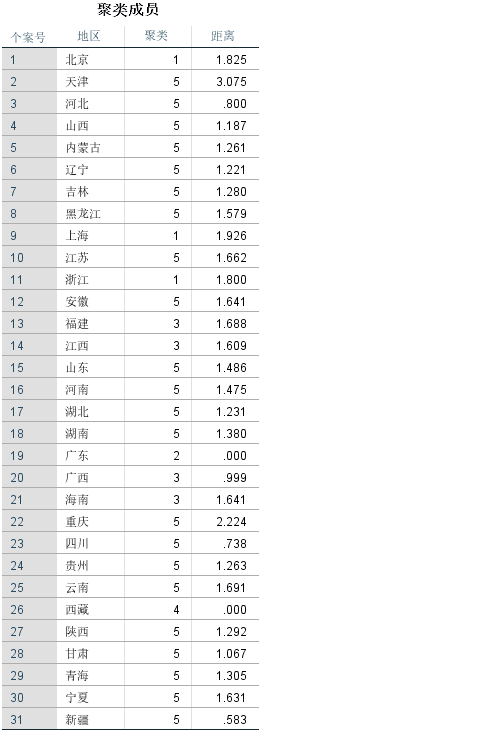 聚类成员
个案号 地区 聚类 距离
1 北京 1 1.825
2 天津 5 3.075
3 河北 5 .800
4 山西 5 1.187
5 内蒙古 5 1.261
6 辽宁 5 1.221
7 吉林 5 1.280
8 黑龙江 5 1.579
9 上海 1 1.926
10 江苏 5 1.662
11 浙江 1 1.800
12 安徽 5 1.641
13 福建 3 1.688
14 江西 3 1.609
15 山东 5 1.486
16 河南 5 1.475
17 湖北 5 1.231
18 湖南 5 1.380
19 广东 2 .000
20 广西 3 .999
21 海南 3 1.641
22 重庆 5 2.224
23 四川 5 .738
24 贵州 5 1.263
25 云南 5 1.691
26 西藏 4 .000
27 陕西 5 1.292
28 甘肃 5 1.067
29 青海 5 1.305
30 宁夏 5 1.631
31 新疆 5 .583